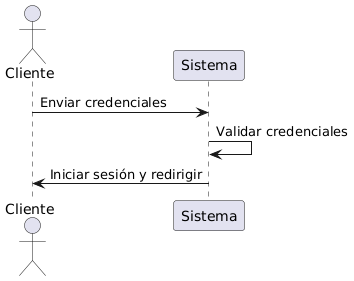 Cliente
Sistema
Enviar credenciales
Validar credenciales
Iniciar sesión y redirigir
Cliente
Sistema